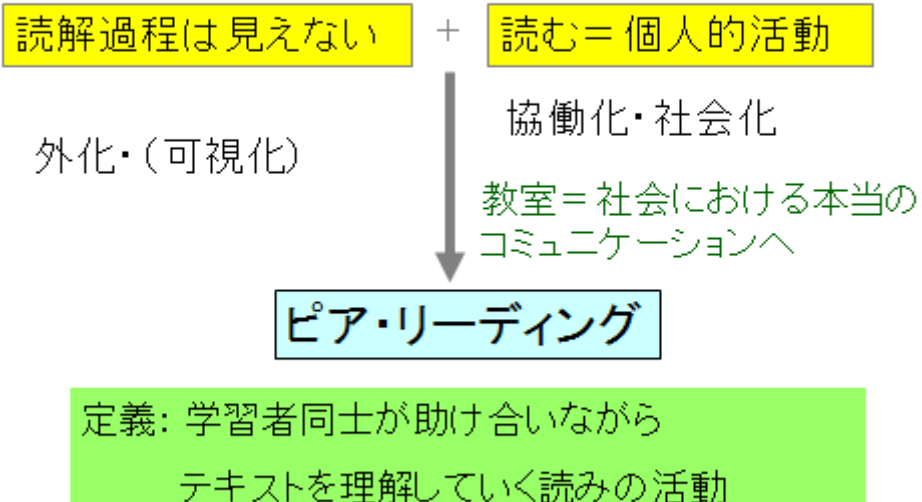 読解過程は見えない + 読む＝個人的活動
協働化・社会化
外化・（可視化）
教室＝社会における本当の
コミュニケーションへ
ピア・リーディング
定義：学習者同士が助け合いながら
テキストを理解していく読みの活動